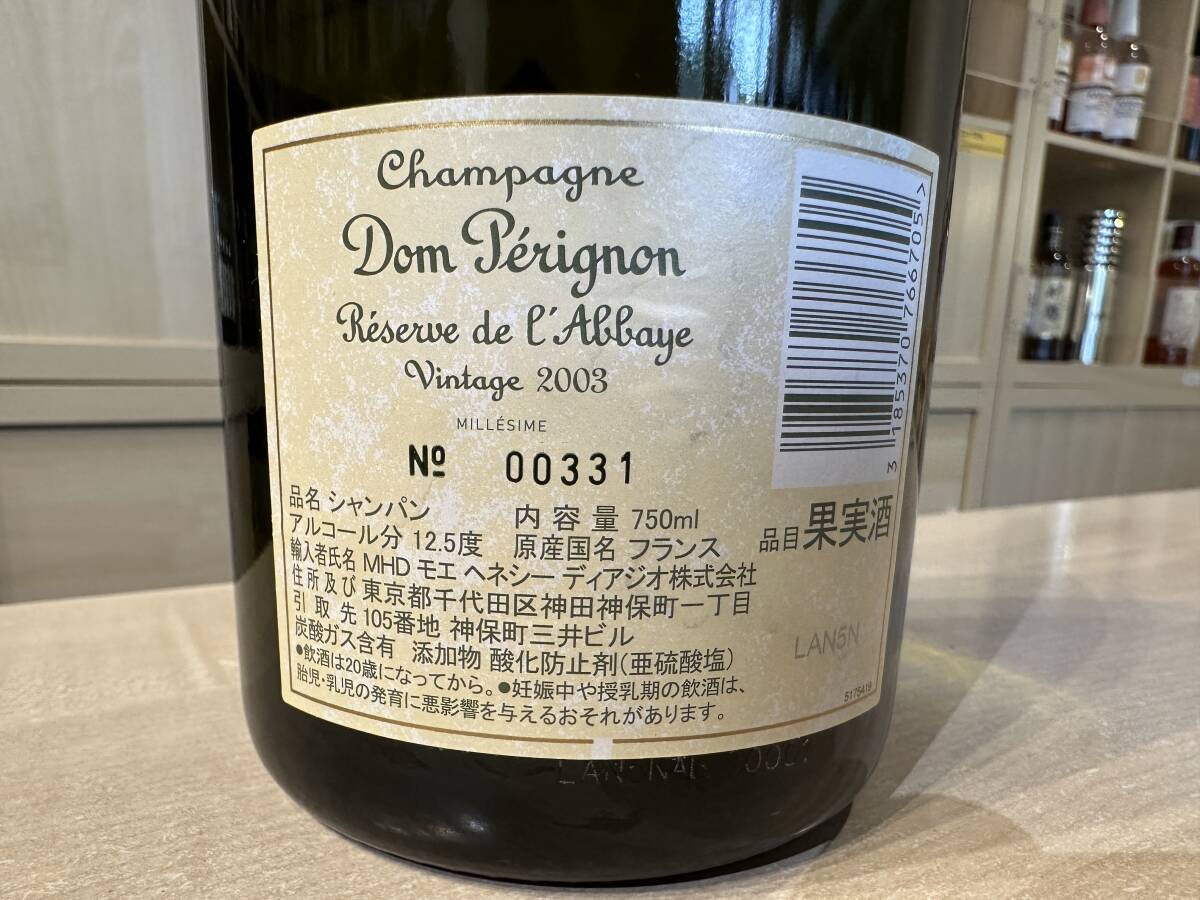 Champagne
Dom Pérignon
Réserve de l'Abbaye
Vintage 2003
MILLÉSIME
Nº 00331
品名 シャンパン 内容量 750ml
アルコール分 12.5度 原産国名 フランス
品目 果実酒
輸入者氏名 MHD モエ ヘネシー ディアジオ株式会社
住所及び 東京都千代田区神田神保町一丁目
引取先 105番地 神保町三井ビル
炭酸ガス含有 添加物 酸化防止剤(亜硫酸塩)
●飲酒は20歳になってから。●妊娠中や授乳期の飲酒は、
胎児・乳児の発育に悪影響を与えるおそれがあります。
3 185370 766705 >
LAN5N
5175419